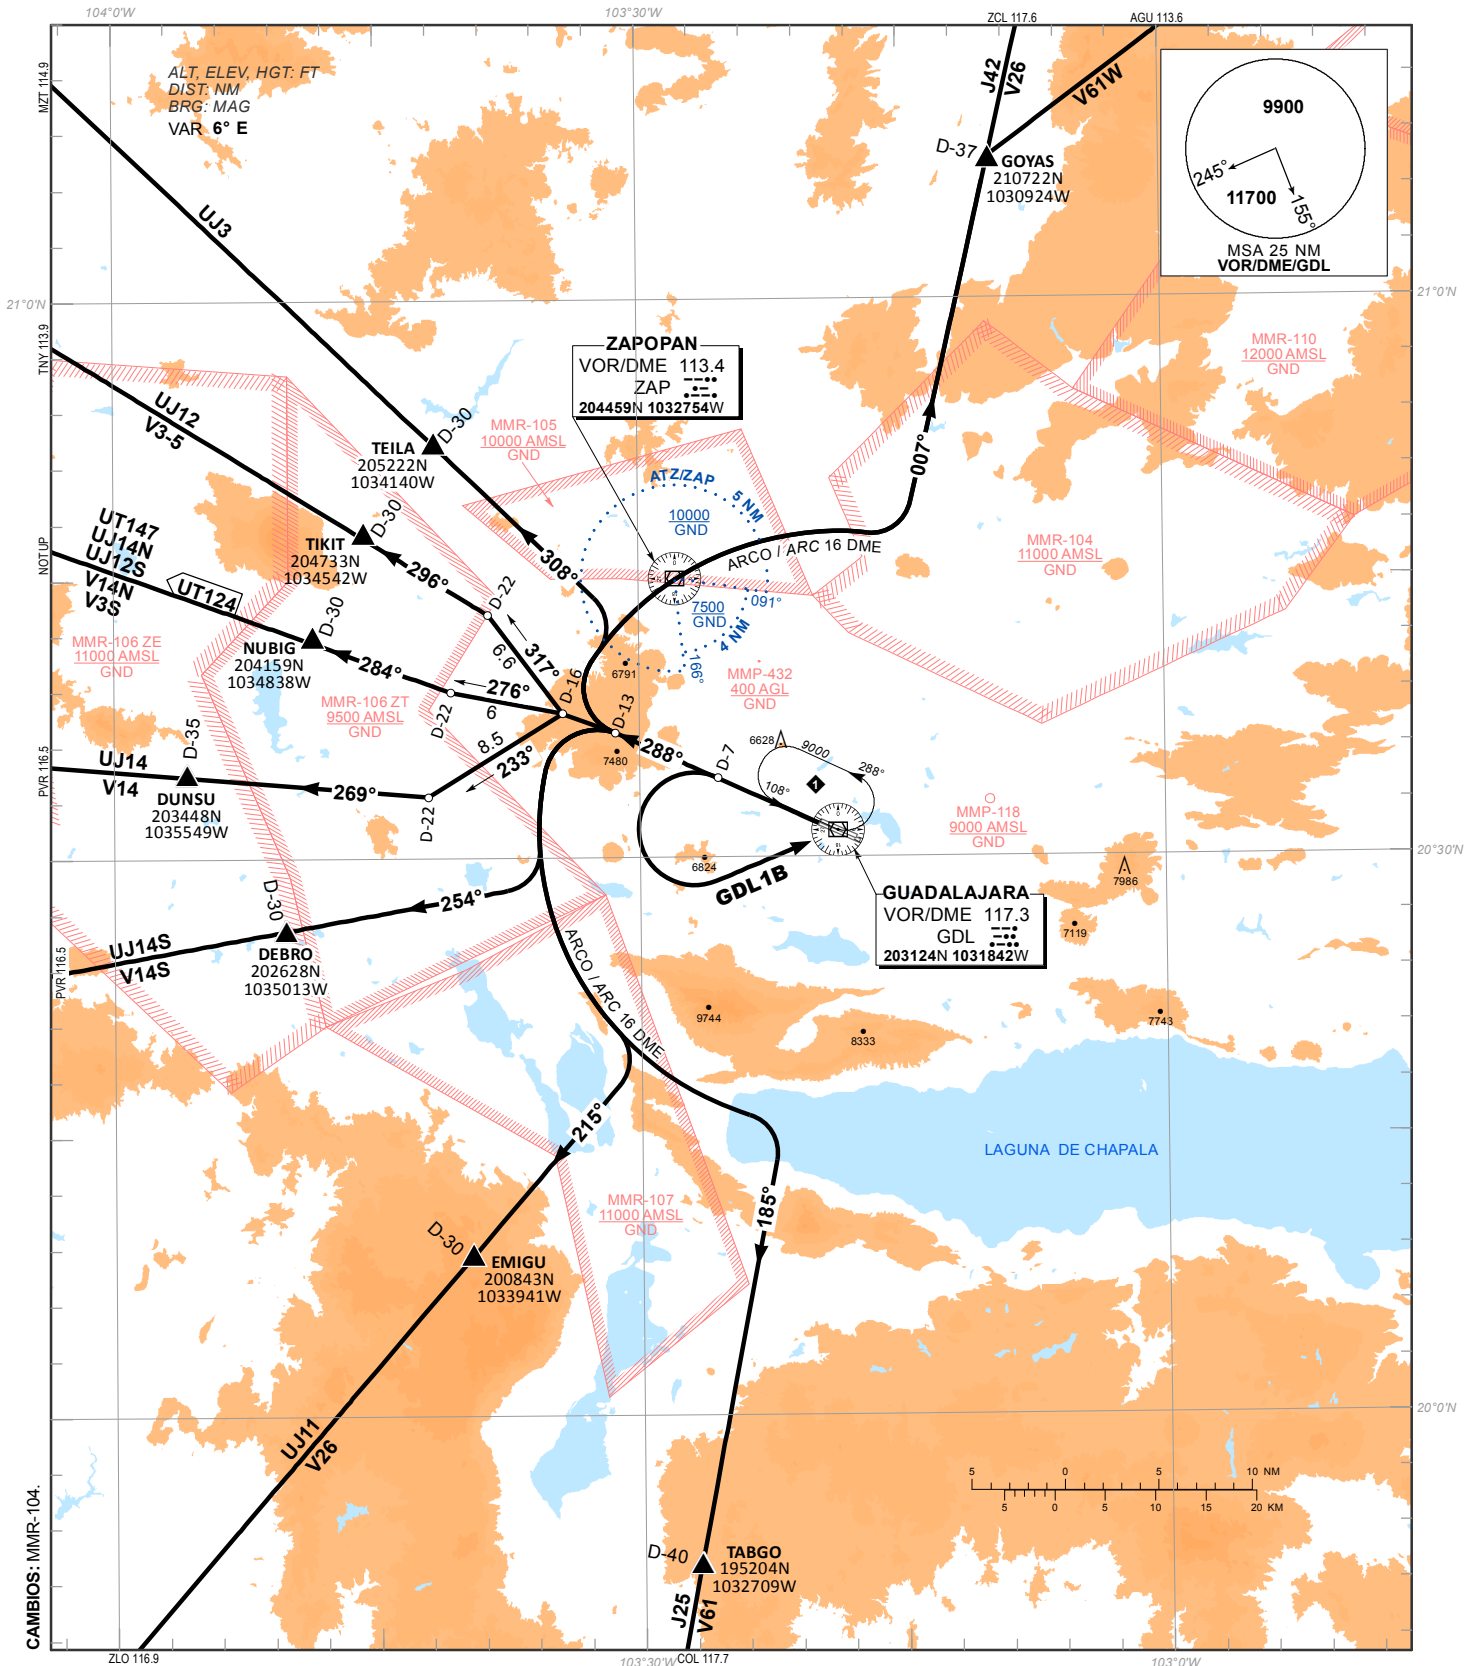 104°0'W
103°30'W
ZCL 117.6
AGU 113.6
MZT 114.9
ALT, ELEV, HGT: FT
DIST: NM
BRG: MAG
VAR 6° E
J42
V26
V61W
9900
245°
11700
155°
MSA 25 NM
VOR/DME/GDL
D-37
GOYAS
210722N
1030924W
UJ3
21°0'N
21°0'N
TNY 113.9
ZAPOPAN
VOR/DME 113.4
ZAP
204459N 1032754W
MMR-110
12000 AMSL
GND
UJ12
V3-5
D-30
TEILA
205222N
1034140W
MMR-105
10000 AMSL
GND
007°
ATZ/ZAP
5 NM
10000
GND
UT147
UJ14N
UJ12S
V14N
V3S
NOTUP
D-30
TIKIT
204733N
1034542W
296°
308°
ARCO / ARC 16 DME
MMR-104
11000 AMSL
GND
UT124
D-22
7500
GND
091°
4 NM
166°
D-30
NUBIG
204159N
1034838W
MMR-106 ZE
11000 AMSL
GND
284°
317°
6.6
276°
6
D-16
6791
MMP-432
400 AGL
GND
MMR-106 ZT
9500 AMSL
GND
D-22
D-13
8.5
233°
288°
7480
D-7
6628
9000
288°
108°
1
D-35
PVR 116.5
UJ14
V14
DUNSU
203448N
1035549W
269°
D-22
MMP-118
9000 AMSL
GND
20°30'N
6824
GDL1B
7986
GUADALAJARA
VOR/DME 117.3
GDL
203124N 1031842W
7119
D-30
254°
UJ14S
V14S
PVR 116.5
DEBRO
202628N
1035013W
ARCO / ARC 16 DME
9744
8333
7743
215°
LAGUNA DE CHAPALA
MMR-107
11000 AMSL
GND
185°
D-30
EMIGU
200843N
1033941W
20°0'N
UJ11
V26
5 0 5 10 NM
5 0 5 10 15 20 KM
CAMBIOS: MMR-104.
D-40
TABGO
195204N
1032709W
J25
V61
ZLO 116.9
103°30'W
COL 117.7
103°0'W